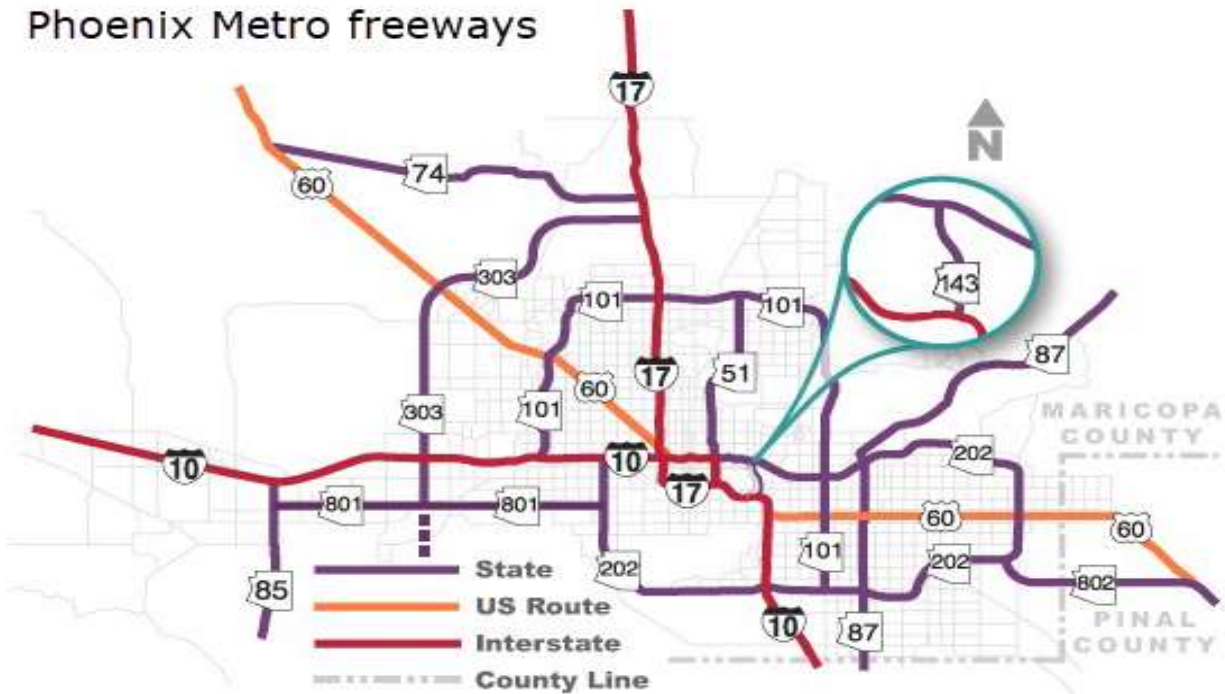 Phoenix Metro freeways
17
N
74
60
143
303
101
101
87
17
51
60
303
101
MARICOPA
COUNTY
10
10
202
17
801
801
60
60
101
202
202
802
85
State
US Route
Interstate
County Line
10
87
PINAL
COUNTY